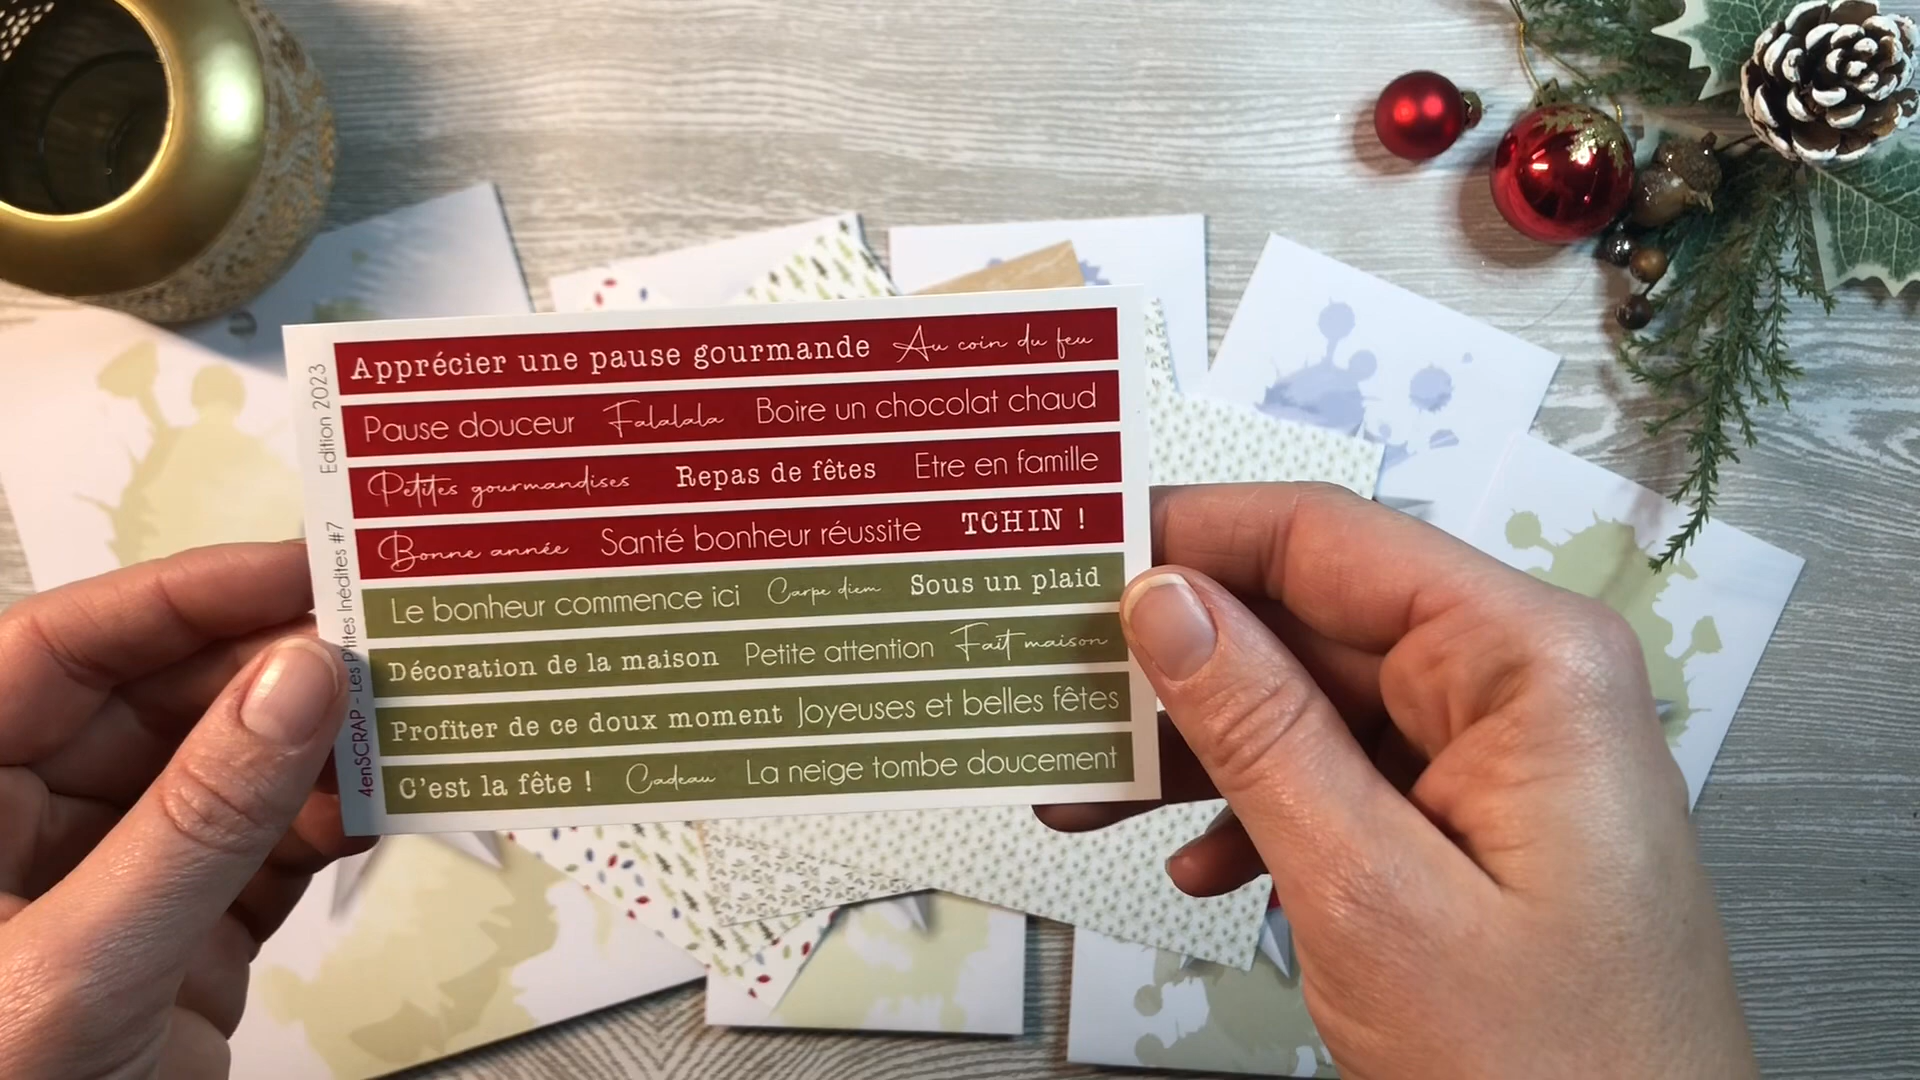 Apprécier une pause gourmande Au coin du feu
Pause douceur Falalala Boire un chocolat chaud
Petites gourmandises Repas de fêtes Etre en famille
Bonne année Santé bonheur réussite TCHIN !
Le bonheur commence ici Carpe diem Sous un plaid
Décoration de la maison Petite attention Fait maison
Profiter de ce doux moment Joyeuses et belles fêtes
C'est la fête ! Cadeau La neige tombe doucement
4enSCRAP - Les P'tites Inédites #7 Edition 2023